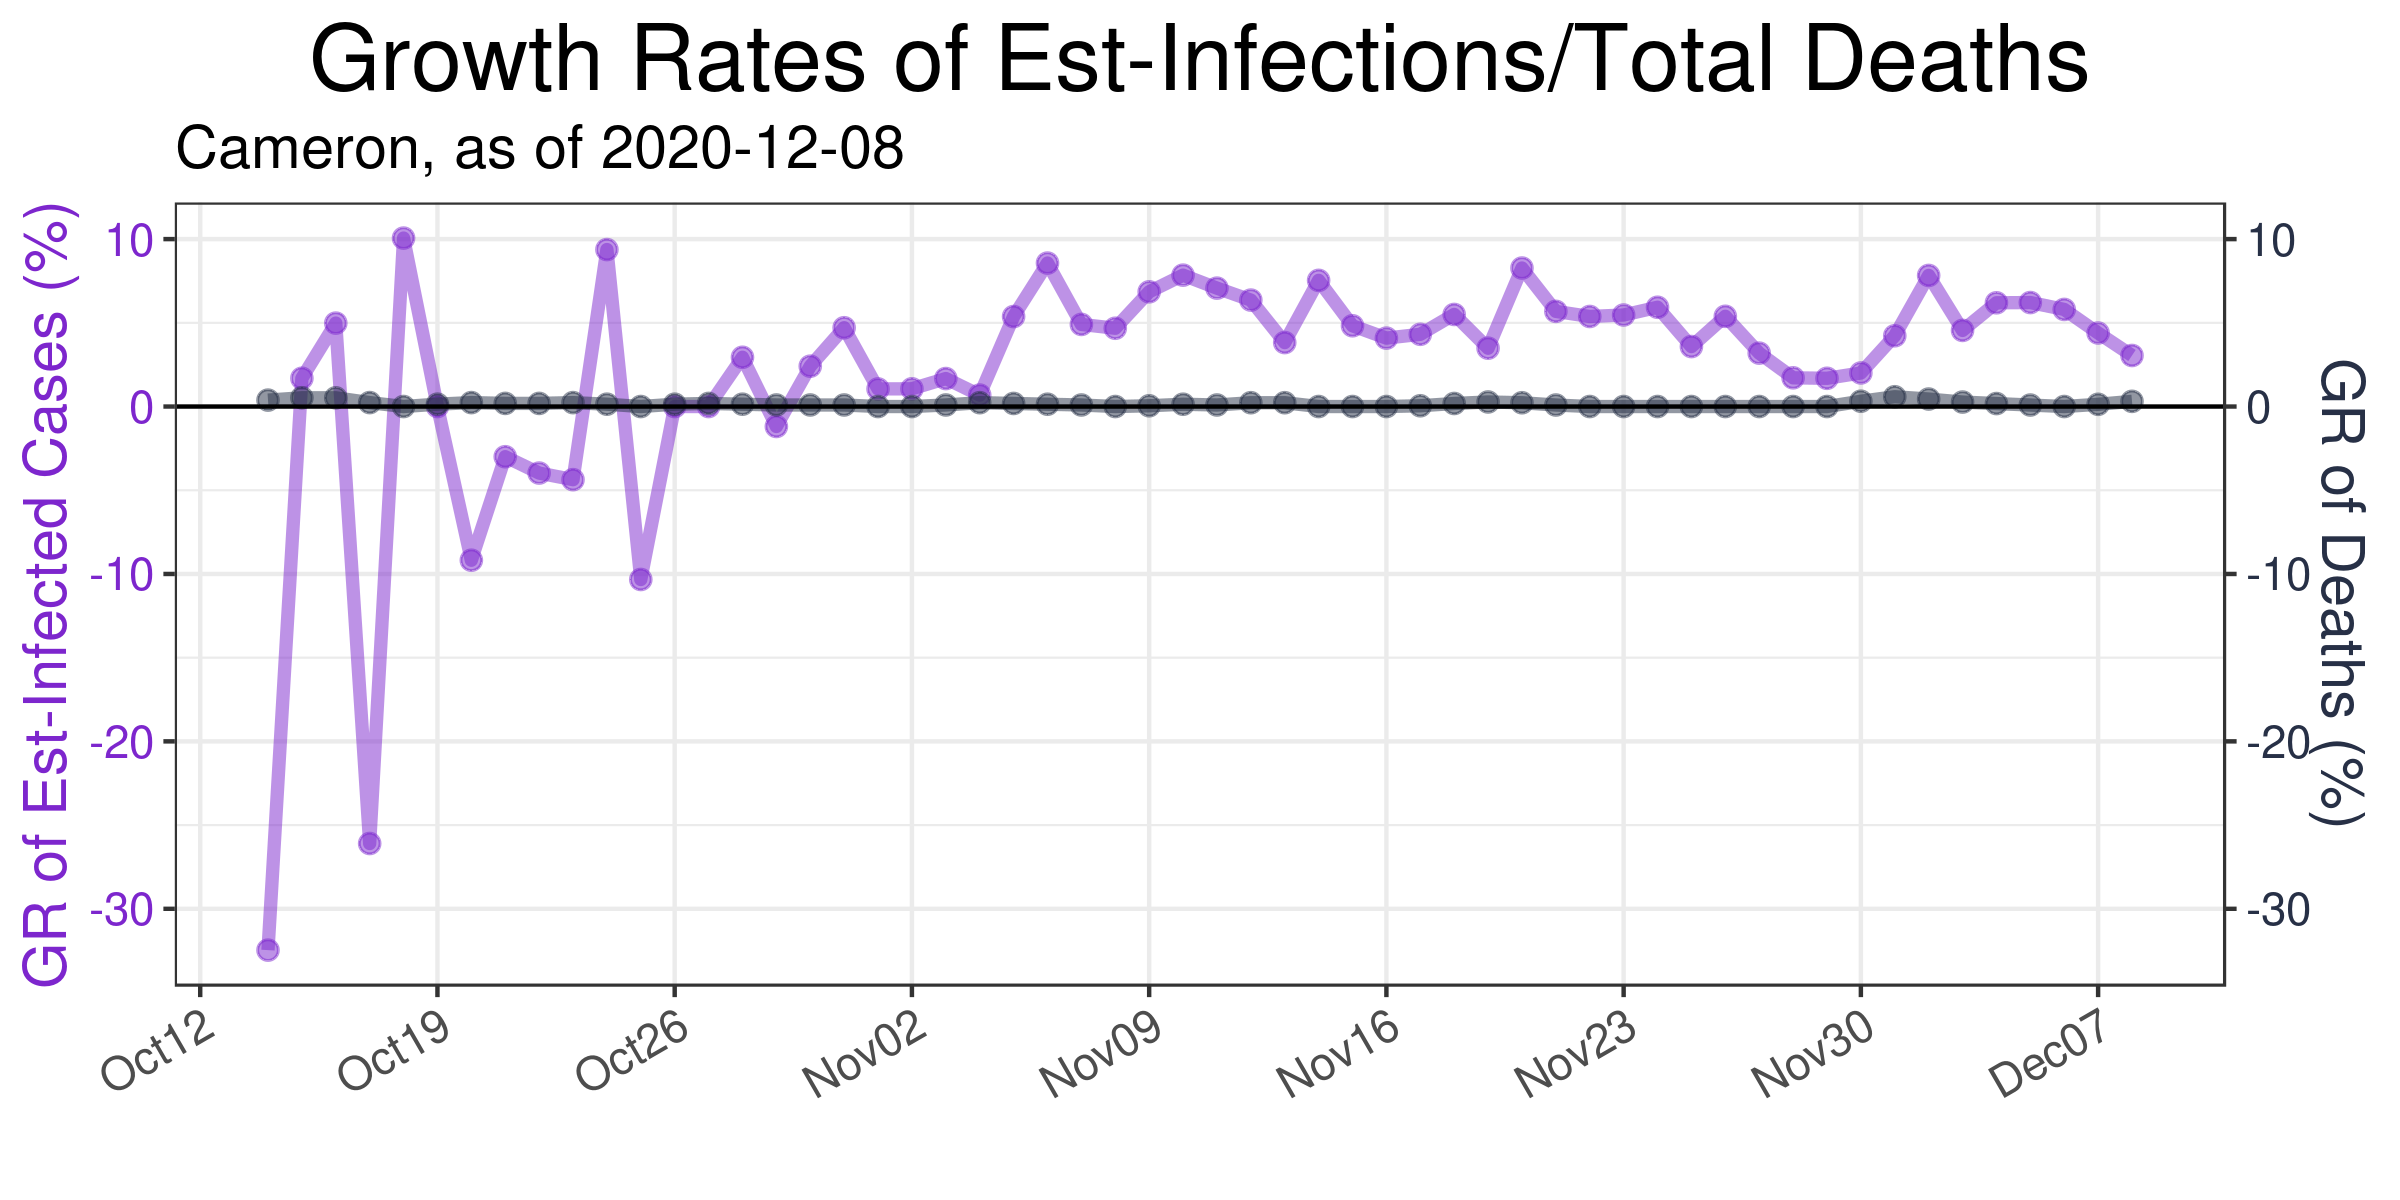 Growth Rates of Est-Infections/Total Deaths
Cameron, as of 2020-12-08
GR of Est-Infected Cases (%)
10
0
-10
-20
-30
10
0
-10
-20
-30
GR of Deaths (%)
Oct12
Oct19
Oct26
Nov02
Nov09
Nov16
Nov23
Nov30
Dec07